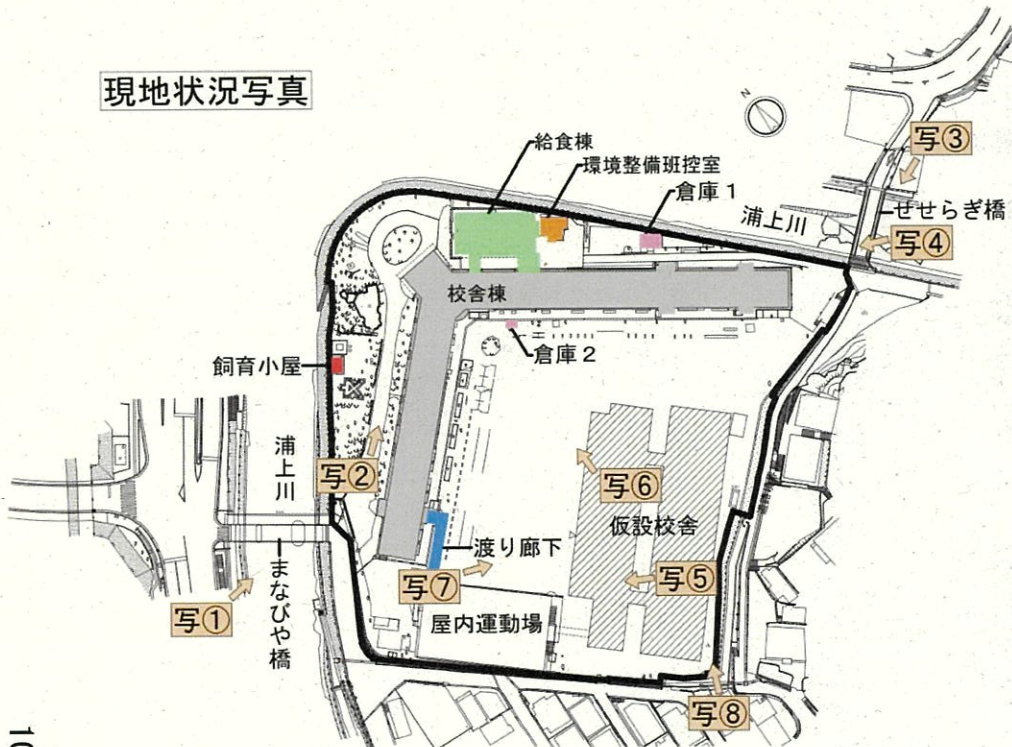 現地状況写真
N
給食棟
環境整備班控室
倉庫1
浦上川
写③
せせらぎ橋
写④
校舎棟
倉庫2
飼育小屋
浦上川
写②
写⑥
仮設校舎
渡り廊下
写⑦
写⑤
まなびや橋
写①
屋内運動場
写⑧
10